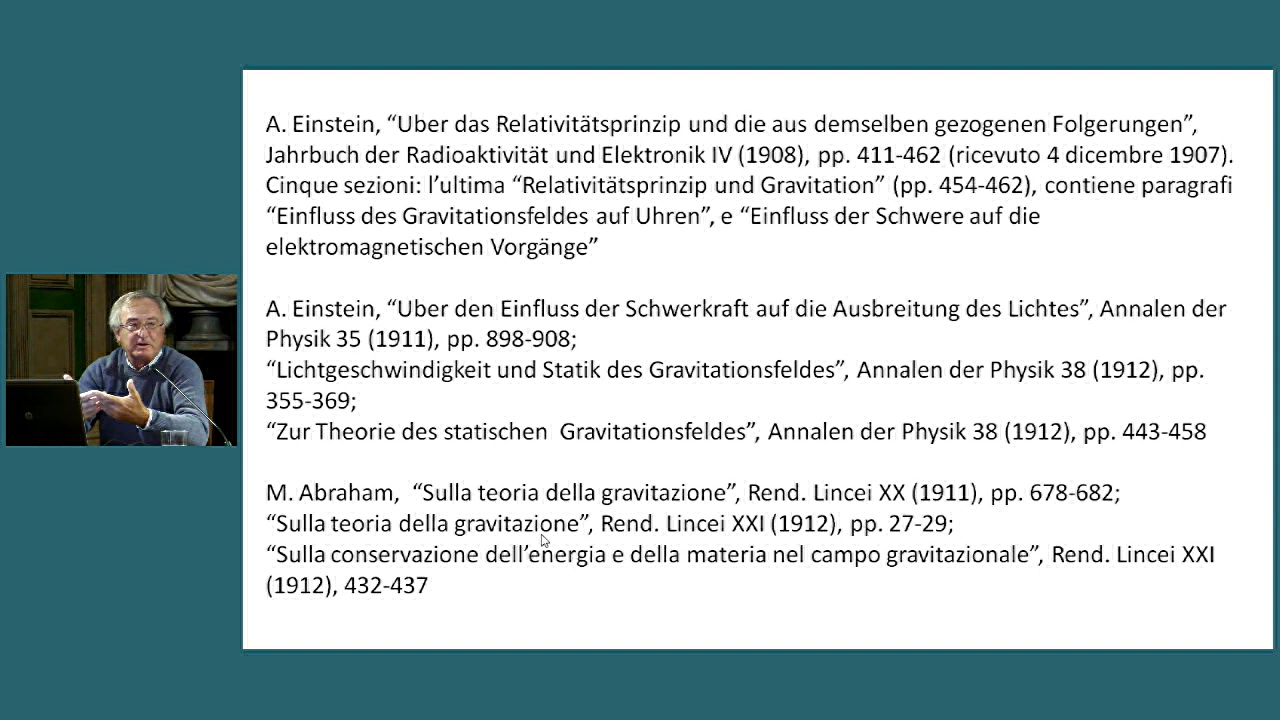 A. Einstein, “Uber das Relativitätsprinzip und die aus demselben gezogenen Folgerungen”,
Jahrbuch der Radioaktivität und Elektronik IV (1908), pp. 411-462 (ricevuto 4 dicembre 1907).
Cinque sezioni: l’ultima “Relativitätsprinzip und Gravitation” (pp. 454-462), contiene paragrafi
“Einfluss des Gravitationsfeldes auf Uhren”, e “Einfluss der Schwere auf die
elektromagnetischen Vorgänge”
A. Einstein, “Uber den Einfluss der Schwerkraft auf die Ausbreitung des Lichtes”, Annalen der
Physik 35 (1911), pp. 898-908;
“Lichtgeschwindigkeit und Statik des Gravitationsfeldes”, Annalen der Physik 38 (1912), pp.
355-369;
“Zur Theorie des statischen Gravitationsfeldes”, Annalen der Physik 38 (1912), pp. 443-458
M. Abraham, “Sulla teoria della gravitazione”, Rend. Lincei XX (1911), pp. 678-682;
“Sulla teoria della gravitazione”, Rend. Lincei XXI (1912), pp. 27-29;
“Sulla conservazione dell’energia e della materia nel campo gravitazionale”, Rend. Lincei XXI
(1912), 432-437